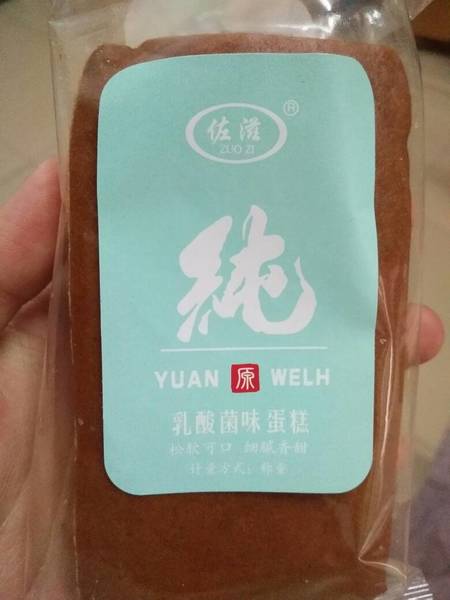 佐滋 ®
ZUO ZI
純
YUAN 原 WELH
乳酸菌味蛋糕
松软可口 细腻香甜
计量方式：称重